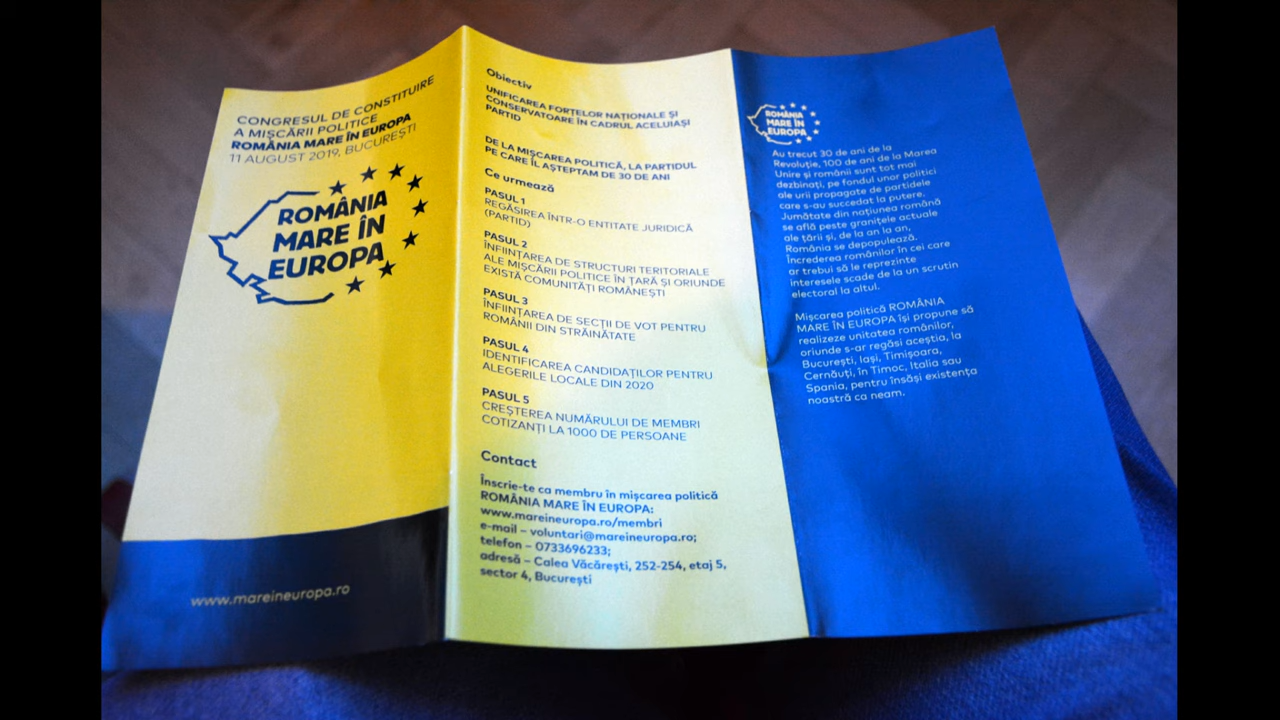 CONGRESUL DE CONSTITUIRE
A MIȘCĂRII POLITICE
ROMÂNIA MARE ÎN EUROPA
11 AUGUST 2019, BUCUREȘTI
ROMÂNIA
MARE ÎN
EUROPA
www.mareineuropa.ro
Obiectiv
UNIFICAREA FORȚELOR NAȚIONALE ȘI
CONSERVATOARE ÎN CADRUL ACELUIAȘI
PARTID
DE LA MIȘCAREA POLITICĂ, LA PARTIDUL
PE CARE ÎL AȘTEPTAM DE 30 DE ANI
Ce urmează
PASUL 1
REGĂSIREA ÎNTR-O ENTITATE JURIDICĂ
(PARTID)
PASUL 2
ÎNFIINȚAREA DE STRUCTURI TERITORIALE
ALE MIȘCĂRII POLITICE ÎN ȚARĂ ȘI ORIUNDE
EXISTĂ COMUNITĂȚI ROMÂNEȘTI
PASUL 3
ÎNFIINȚAREA DE SECȚII DE VOT PENTRU
ROMÂNII DIN STRĂINĂTATE
PASUL 4
IDENTIFICAREA CANDIDAȚILOR PENTRU
ALEGERILE LOCALE DIN 2020
PASUL 5
CREȘTEREA NUMĂRULUI DE MEMBRI
COTIZANȚI LA 1000 DE PERSOANE
Contact
Înscrie-te ca membru în mișcarea politică
ROMÂNIA MARE ÎN EUROPA:
www.mareineuropa.ro/membri
e-mail – voluntari@mareineuropa.ro;
telefon – 0733696233;
adresă – Calea Văcărești, 252-254, etaj 5,
sector 4, București
ROMÂNIA
MARE ÎN
EUROPA
Au trecut 30 de ani de la
Revoluție, 100 de ani de la Marea
Unire și românii sunt tot mai
dezbinați, pe fondul unor politici
ale urii propagate de partidele
care s-au succedat la putere.
Jumătate din națiunea română
se află peste granițele actuale
ale țării și, de la an la an,
România se depopulează.
Încrederea românilor în cei care
ar trebui să le reprezinte
interesele scade de la un scrutin
electoral la altul.
Mișcarea politică ROMÂNIA
MARE ÎN EUROPA își propune să
realizeze unitatea românilor,
oriunde s-ar regăsi aceștia, la
București, Iași, Timișoara,
Cernăuți, în Timoc, Italia sau
Spania, pentru însăși existența
noastră ca neam.